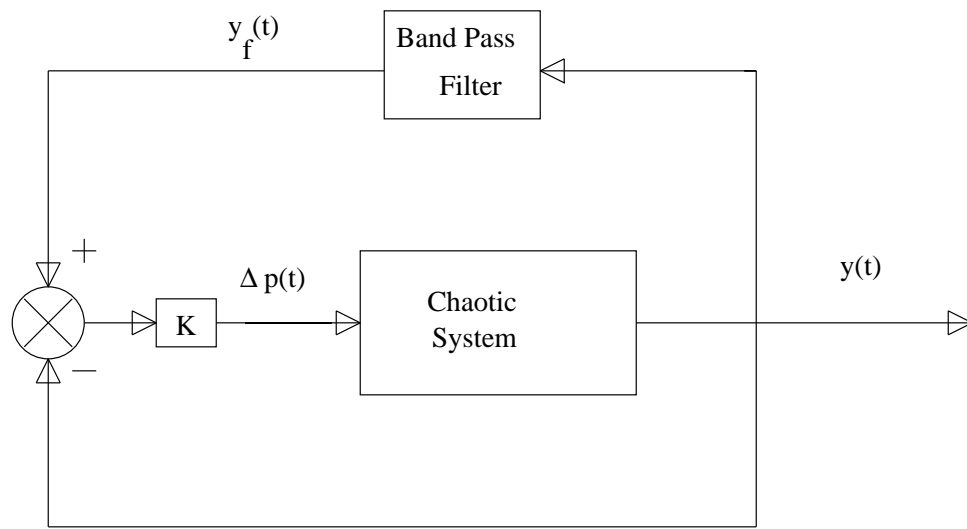 y_f(t)
Band Pass
Filter
+
Δ p(t)
y(t)
Chaotic
System
K
−